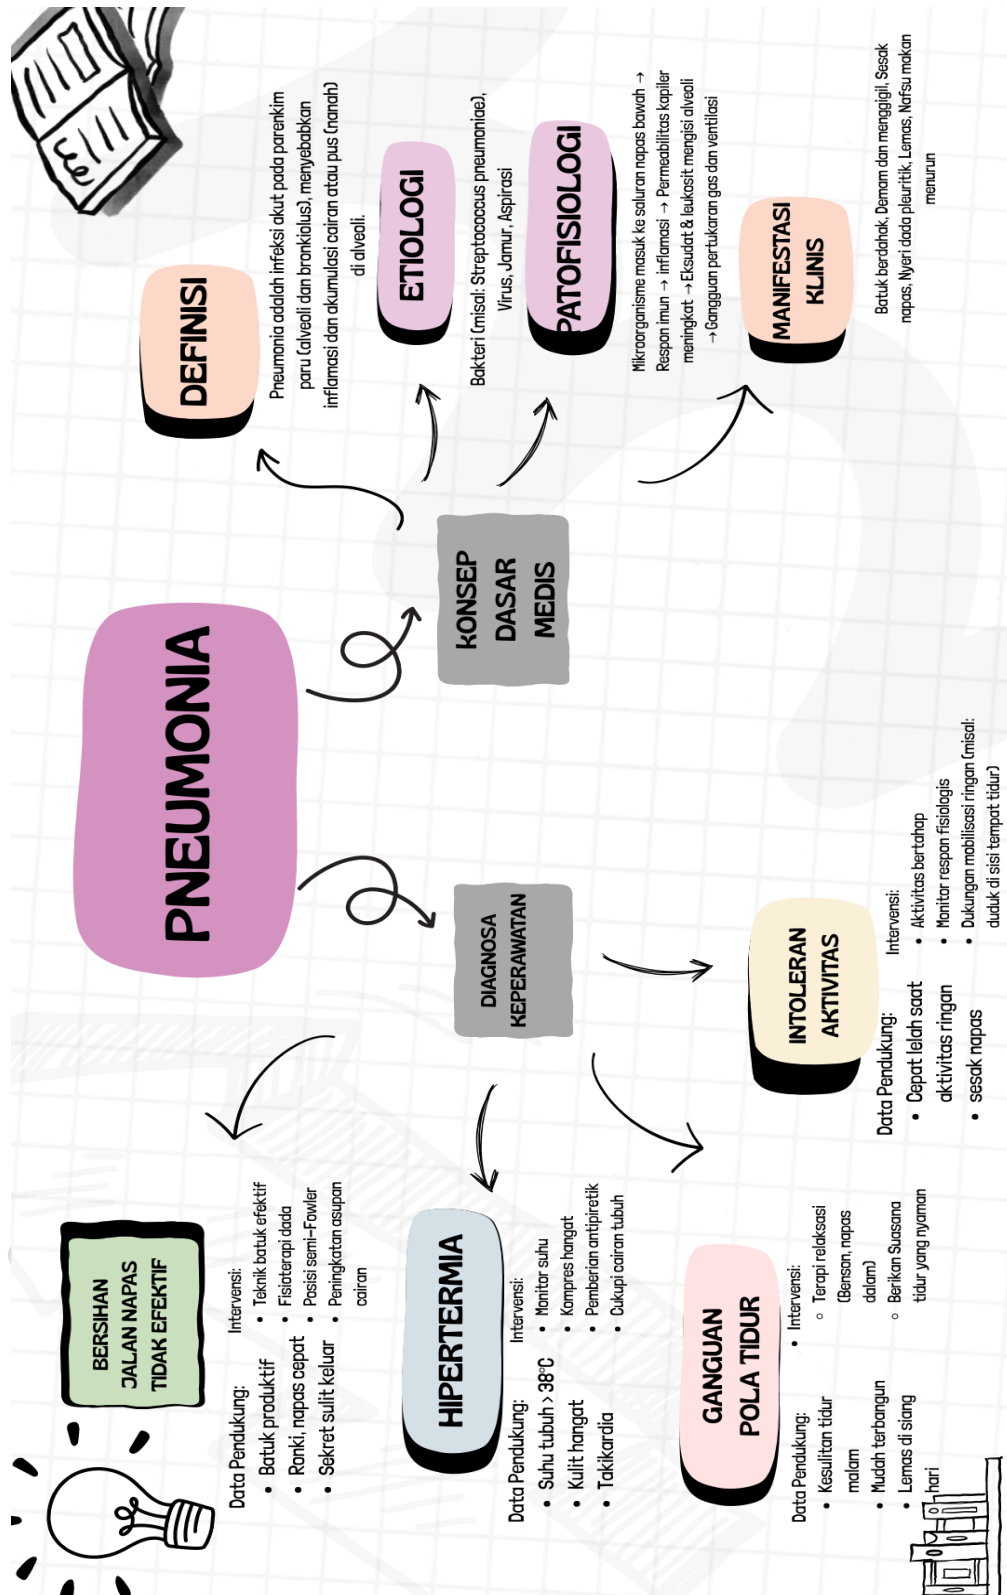 PNEUMONIA
KONSEP
DASAR
MEDIS
DEFINISI
Pneumonia adalah infeksi akut pada parenkim
paru (alveoli dan bronkiolus), menyebabkan
inflamasi dan akumulasi cairan atau pus (nanah)
di alveoli.
ETIOLOGI
Bakteri (misal: Streptococcus pneumoniae),
Virus, Jamur, Aspirasi
PATOFISIOLOGI
Mikroorganisme masuk ke saluran napas bawah →
Respon imun → inflamasi → Permeabilitas kapiler
meningkat → Eksudat & leukosit mengisi alveoli
→ Gangguan pertukaran gas dan ventilasi
MANIFESTASI
KLINIS
Batuk berdahak, Demam dan menggigil, Sesak
napas, Nyeri dada pleuritik, Lemas, Nafsu makan
menurun
DIAGNOSA
KEPERAWATAN
BERSIHAN
JALAN NAPAS
TIDAK EFEKTIF
Data Pendukung:
• Batuk produktif
• Ronki, napas cepat
• Sekret sulit keluar
Intervensi:
• Teknik batuk efektif
• Fisioterapi dada
• Posisi semi-Fowler
• Peningkatan asupan
cairan
HIPERTERMIA
Data Pendukung:
• Suhu tubuh > 38°C
• Kulit hangat
• Takikardia
Intervensi:
• Monitor suhu
• Kompres hangat
• Pemberian antipiretik
• Cukupi cairan tubuh
GANGUAN
POLA TIDUR
Data Pendukung:
• Kesulitan tidur
malam
• Mudah terbangun
• Lemas di siang
hari
• Intervensi:
○ Terapi relaksasi
(Benson, napas
dalam)
○ Berikan Suasana
tidur yang nyaman
INTOLERAN
AKTIVITAS
Data Pendukung:
• Cepat lelah saat
aktivitas ringan
• sesak napas
Intervensi:
• Aktivitas bertahap
• Monitor respon fisiologis
• Dukungan mobilisasi ringan (misal:
duduk di sisi tempat tidur)